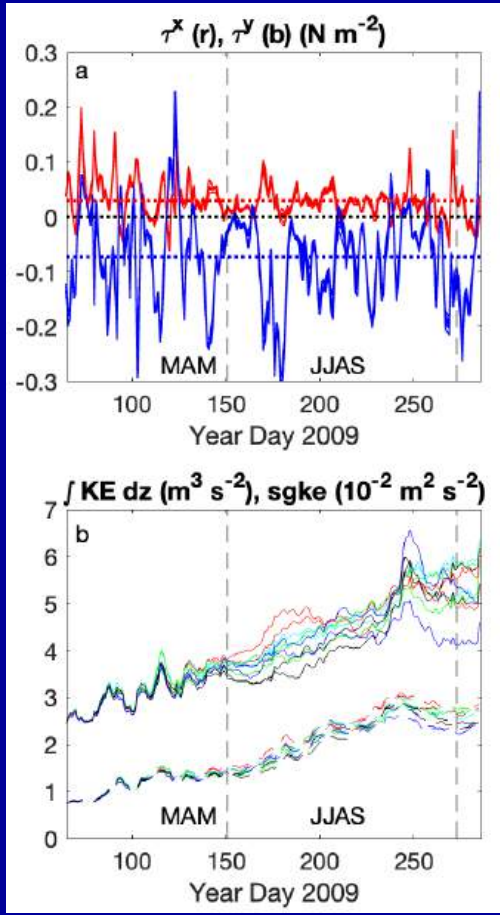 τˣ (r), τʸ (b) (N m⁻²)
a
0.3
0.2
0.1
0
-0.1
-0.2
-0.3
MAM JJAS
100 150 200 250
Year Day 2009
∫ KE dz (m³ s⁻²), sgke (10⁻² m² s⁻²)
b
7
6
5
4
3
2
1
0
MAM JJAS
100 150 200 250
Year Day 2009